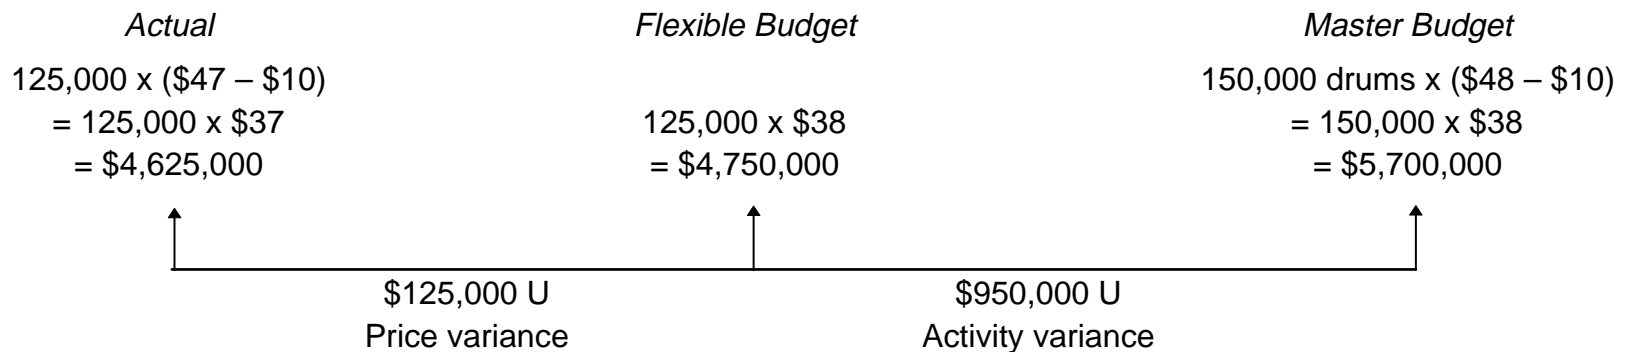 Actual Flexible Budget Master Budget
125,000 x ($47 – $10) 150,000 drums x ($48 – $10)
= 125,000 x $37 125,000 x $38 = 150,000 x $38
= $4,625,000 = $4,750,000 = $5,700,000
$125,000 U $950,000 U
Price variance Activity variance